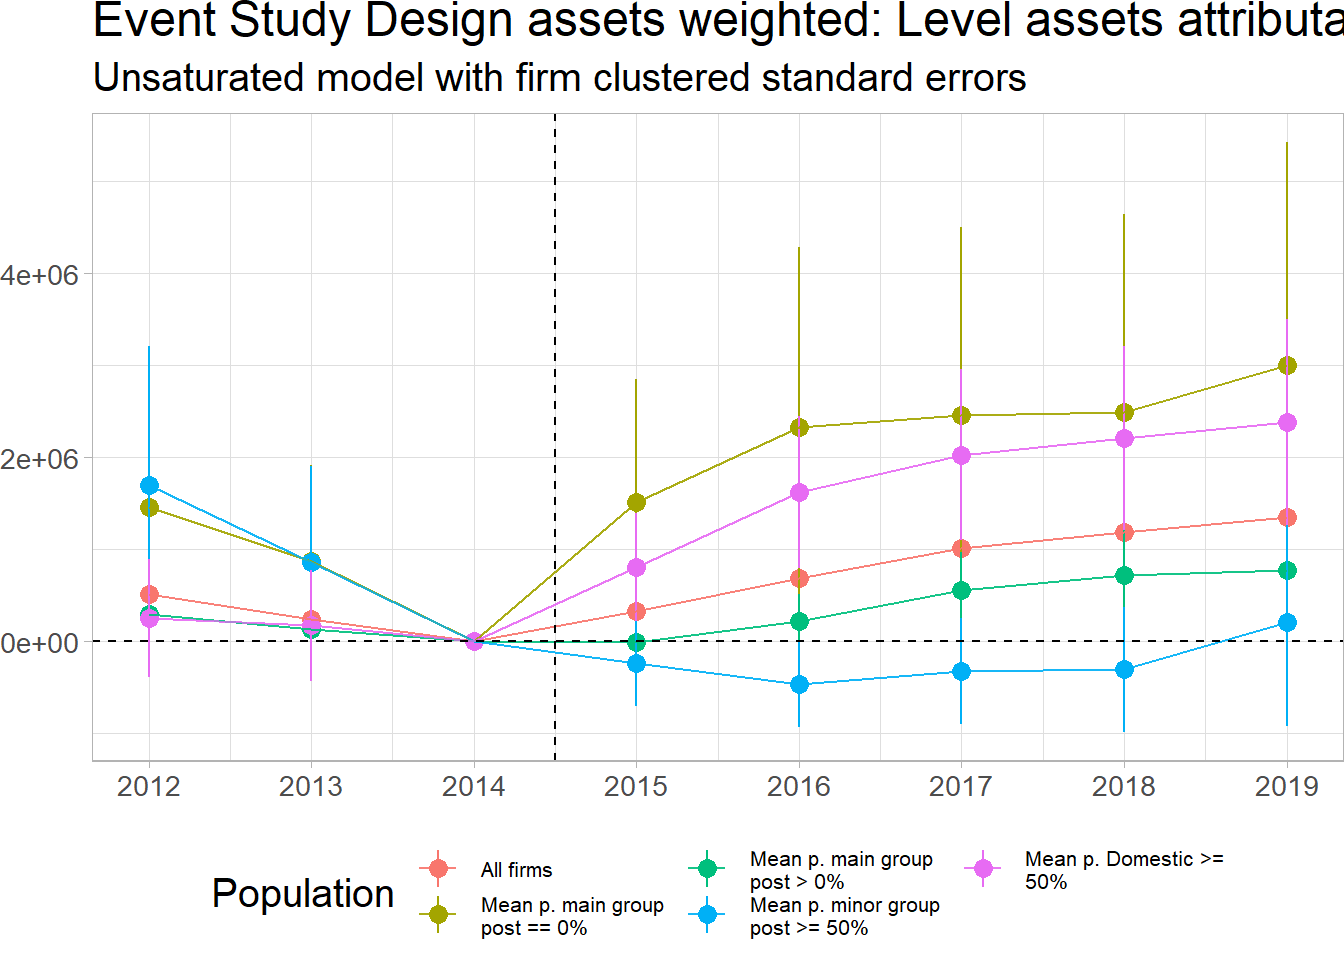 Event Study Design assets weighted: Level assets attributa
Unsaturated model with firm clustered standard errors
4e+06
2e+06
0e+00
2012 2013 2014 2015 2016 2017 2018 2019
Population
All firms
Mean p. main group
post == 0%
Mean p. main group
post > 0%
Mean p. minor group
post >= 50%
Mean p. Domestic >=
50%